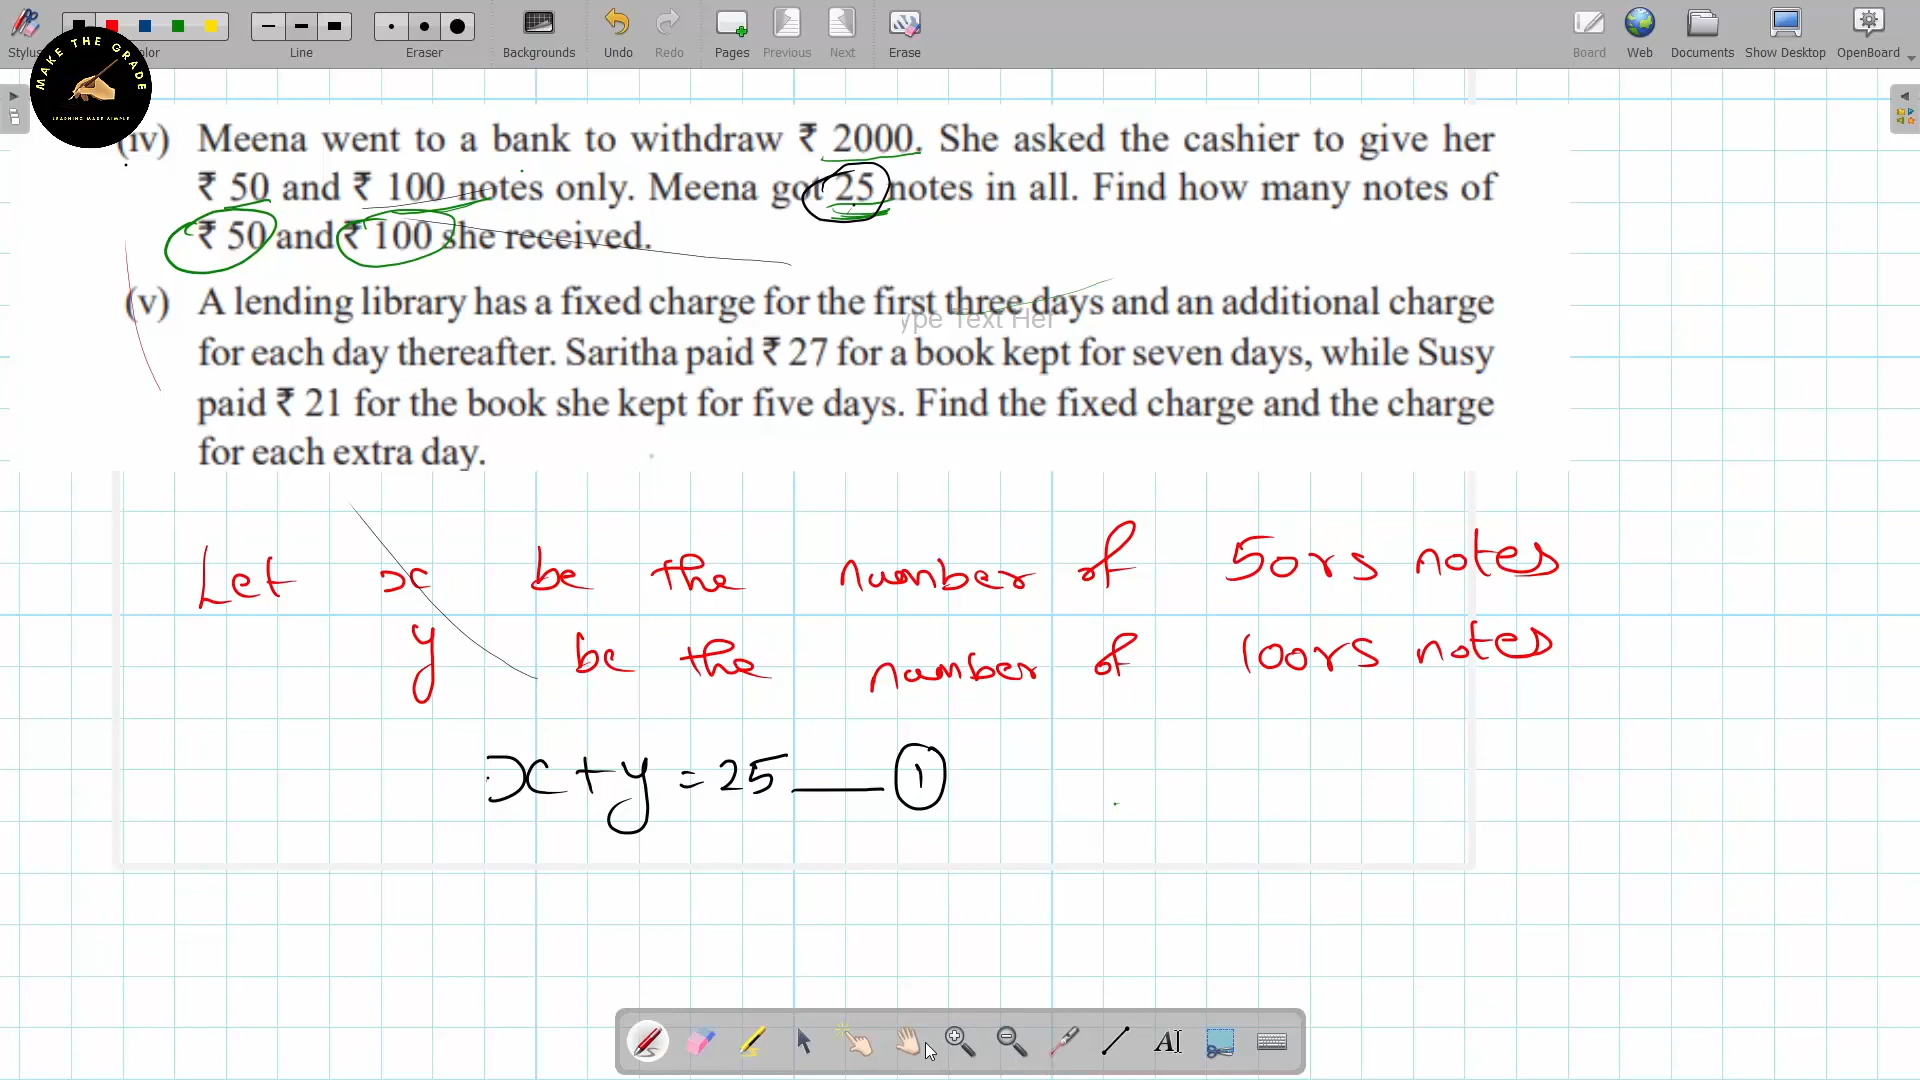 Stylus
Color
Line
Eraser
Backgrounds
Undo
Redo
Pages
Previous
Next
Erase
Board
Web
Documents
Show Desktop
OpenBoard
MAKE THE GRADE
LEARNING MADE SIMPLE
(iv) Meena went to a bank to withdraw ₹ 2000. She asked the cashier to give her
₹ 50 and ₹ 100 notes only. Meena got 25 notes in all. Find how many notes of
₹ 50 and ₹ 100 she received.
(v) A lending library has a fixed charge for the first three days and an additional charge
ype Text Her
for each day thereafter. Saritha paid ₹ 27 for a book kept for seven days, while Susy
paid ₹ 21 for the book she kept for five days. Find the fixed charge and the charge
for each extra day.
Let x be the number of 50rs notes
y be the number of 100rs notes
x + y = 25 — 1